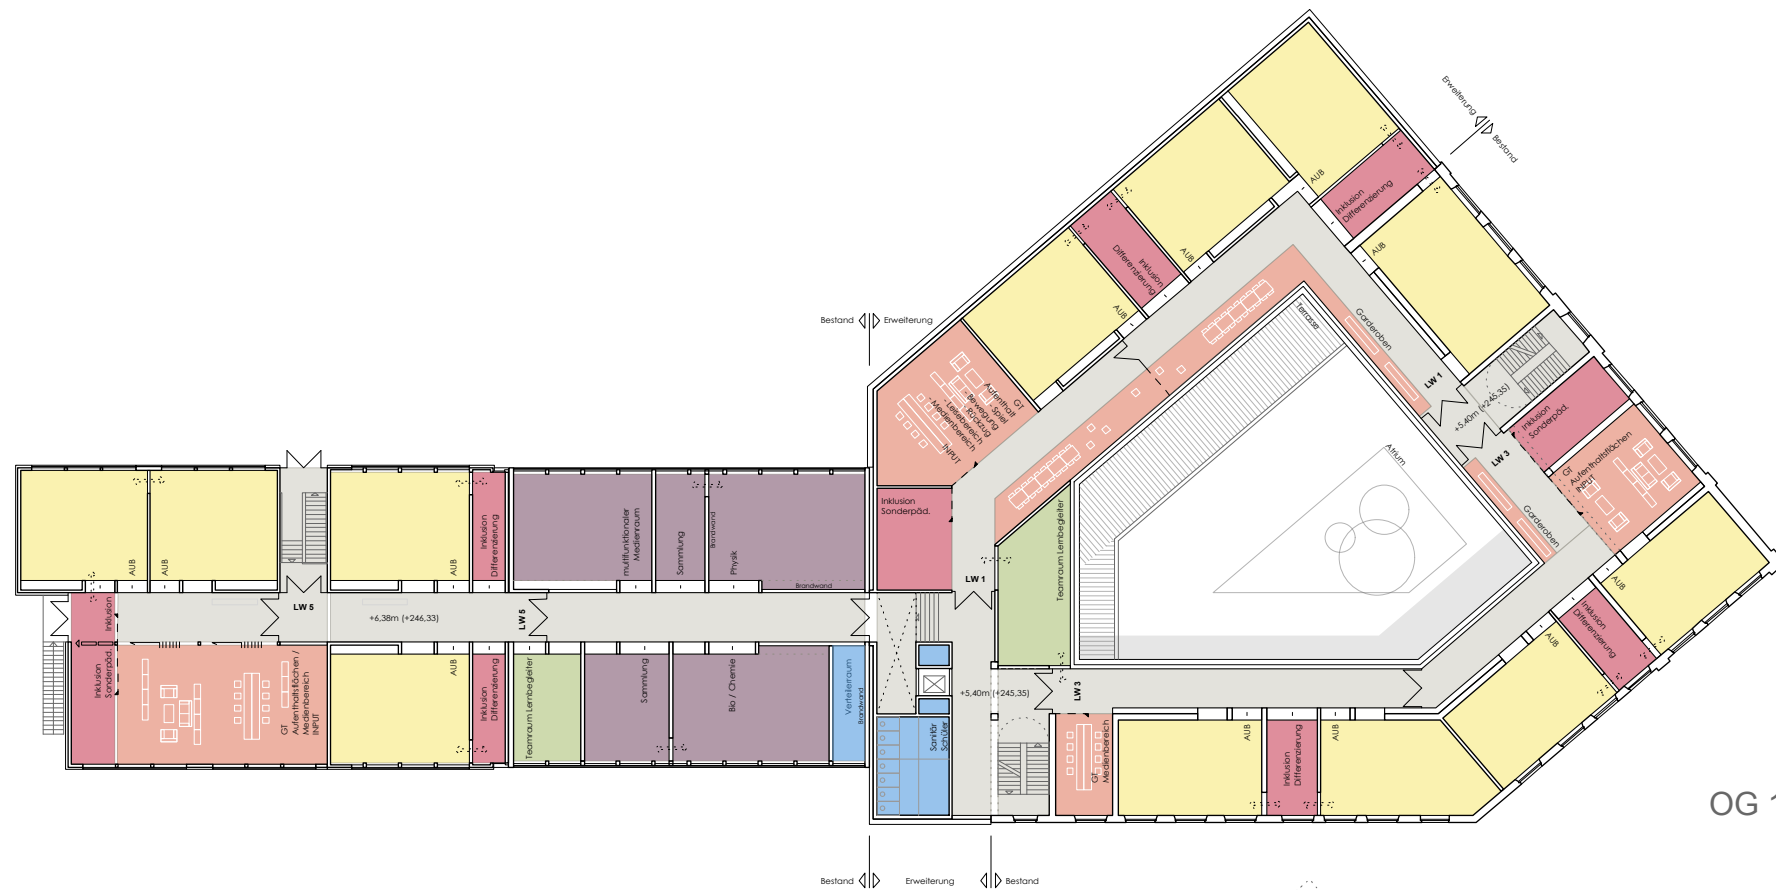 Erweiterung
Bestand
AUB
Inklusion
Differenzierung
AUB
Inklusion
Differenzierung
AUB
AUB
Terrasse
Garderoben
LW 1
+5,40m (+245,35)
Bestand
Erweiterung
GT
Aufenthalt
- Spiel
- Bewegung
- Rückzug
- Lesebereich
- Medienbereich
INPUT
Inklusion
Sonderpäd.
LW 3
GT
Aufenthaltsflächen
INPUT
Atrium
Garderoben
Inklusion
Sonderpäd.
Teamraum Lernbegleiter
LW 1
AUB
AUB
AUB
Inklusion
Differenzierung
multifunktionaler
Medienraum
Sammlung
Brandwand
Physik
Brandwand
Inklusion
LW 5
+6,38m (+246,33)
LW 5
Inklusion
Sonderpäd.
GT
Aufenthaltsflächen /
Medienbereich
INPUT
AUB
Inklusion
Differenzierung
Teamraum Lernbegleiter
Sammlung
Bio / Chemie
Verteilerraum
Brandwand
Sanitär
Schüler
+5,40m (+245,35)
LW 3
GT
Medienbereich
AUB
Inklusion
Differenzierung
AUB
AUB
Inklusion
Differenzierung
AUB
OG 1
Bestand
Erweiterung
Bestand